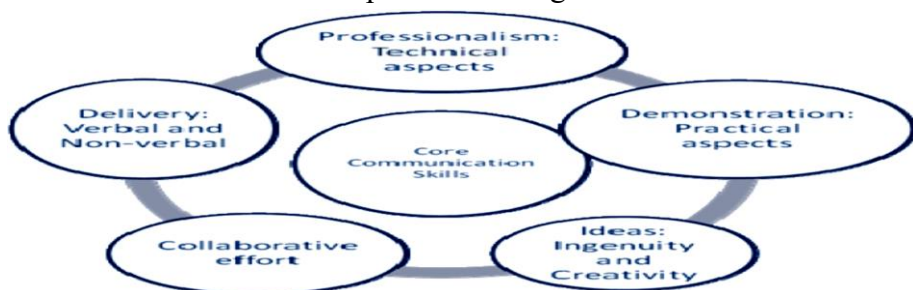 Professionalism:
Technical
aspects
Delivery:
Verbal and
Non-verbal
Demonstration:
Practical
aspects
Core
Communication
Skills
Collaborative
effort
Ideas:
Ingenuity
and
Creativity